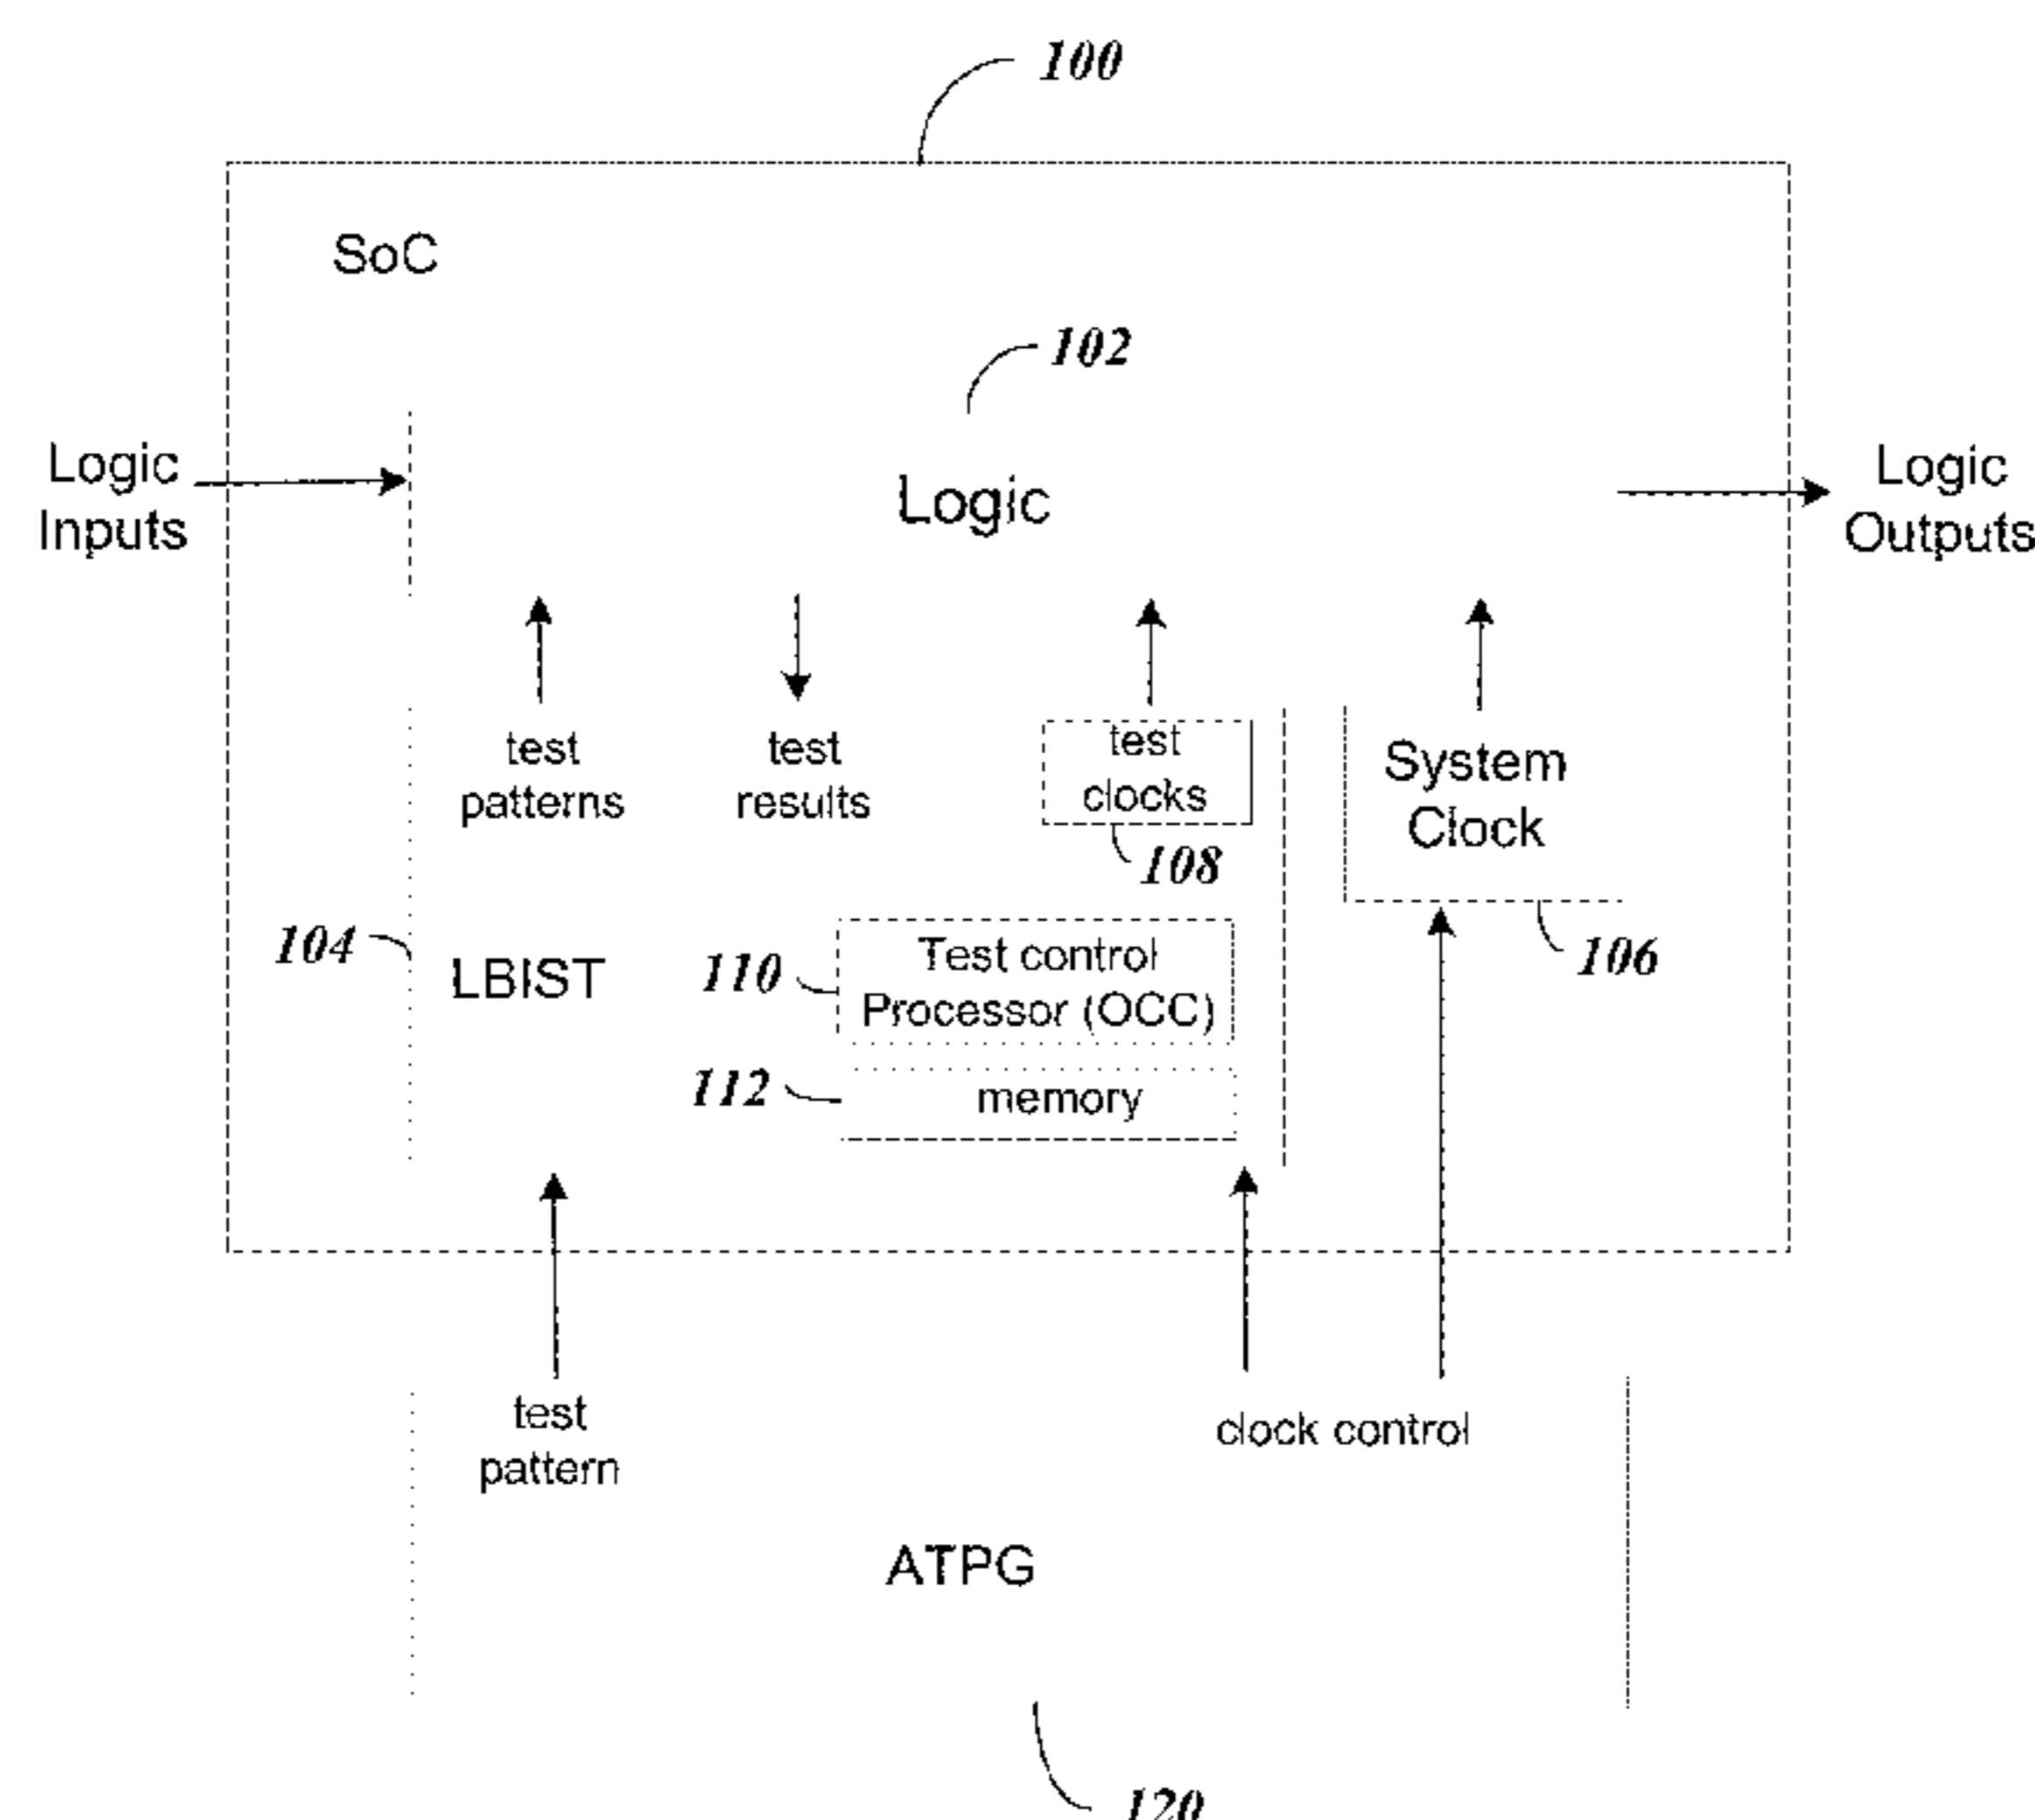 100
SoC
102
Logic
Inputs
Logic
Logic
Outputs
test
patterns
test
results
test
clocks
108
System
Clock
106
104
LBIST
110
Test control
Processor (OCC)
112
memory
test
pattern
clock control
ATPG
120